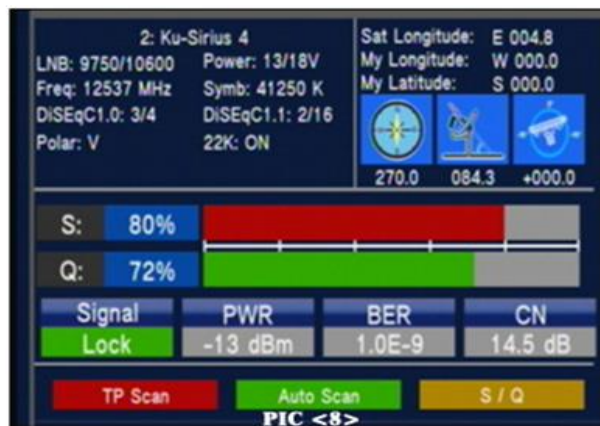 2: Ku-Sirius 4
LNB: 9750/10600 Power: 13/18V
Freq: 12537 MHz Symb: 41250 K
DiSEqC1.0: 3/4 DiSEqC1.1: 2/16
Polar: V 22K: ON
Sat Longitude: E 004.8
My Longitude: W 000.0
My Latitude: S 000.0
270.0 084.3 +000.0
S: 80%
Q: 72%
Signal PWR BER CN
Lock -13 dBm 1.0E-9 14.5 dB
TP Scan Auto Scan S / Q
PIC <8>